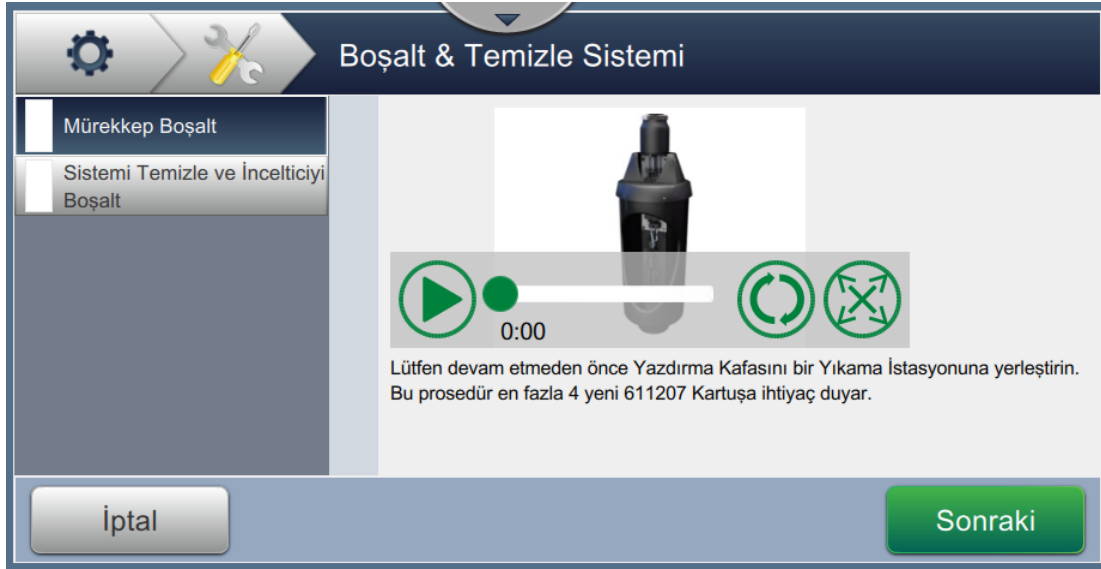 Boşalt & Temizle Sistemi
Mürekkep Boşalt
Sistemi Temizle ve İncelticiyi
Boşalt
0:00
Lütfen devam etmeden önce Yazdırma Kafasını bir Yıkama İstasyonuna yerleştirin.
Bu prosedür en fazla 4 yeni 611207 Kartuşa ihtiyaç duyar.
İptal
Sonraki